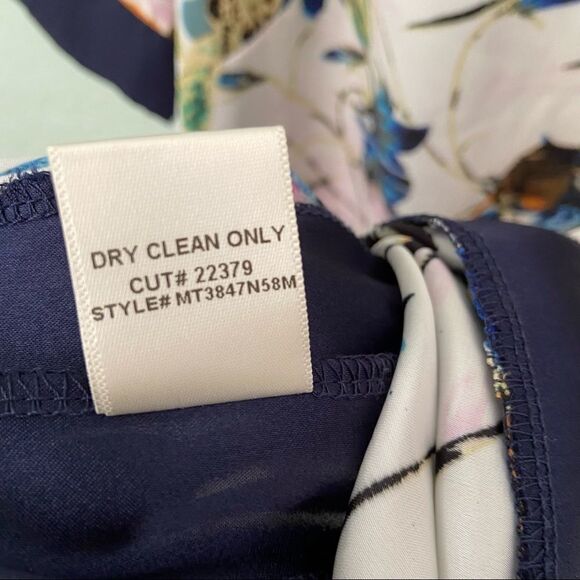 DRY CLEAN ONLY
CUT# 22379
STYLE# MT3847N58M